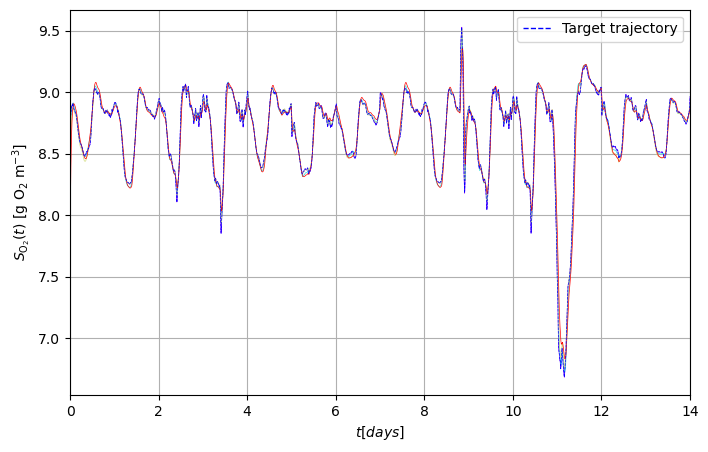 Target trajectory
9.5
9.0
8.5
8.0
7.5
7.0
S_{O_2}(t) [g O_2 m^{-3}]
0 2 4 6 8 10 12 14
t[days]